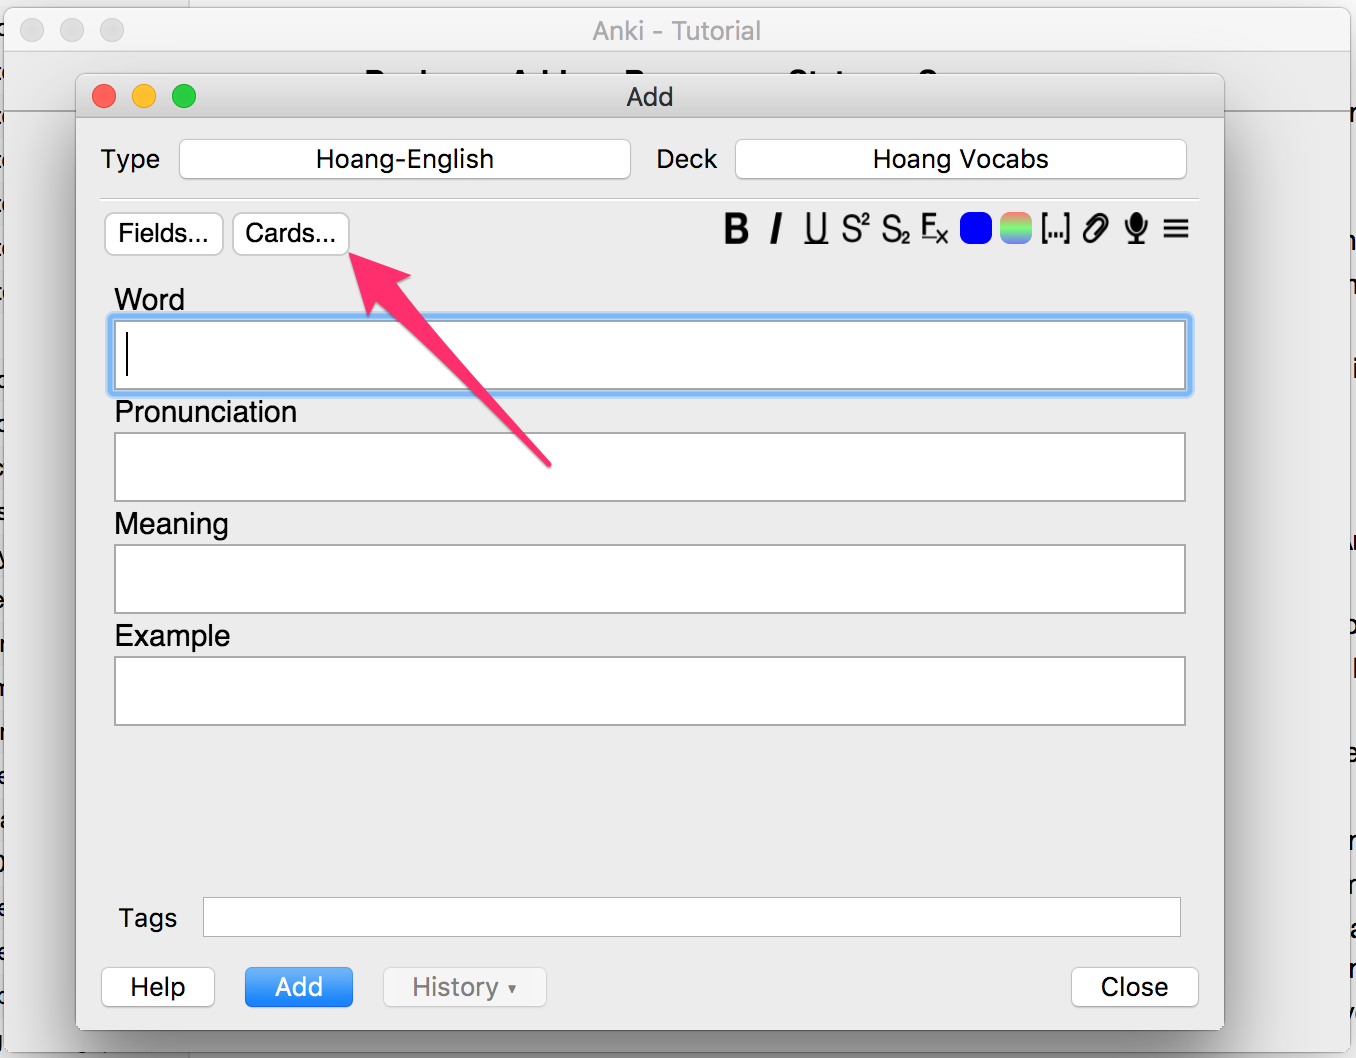 Anki - Tutorial
Add
Type Hoang-English Deck Hoang Vocabs
Fields... Cards... B I U S² S₂ Fx [...]
Word
Pronunciation
Meaning
Example
Tags
Help Add History ▾ Close